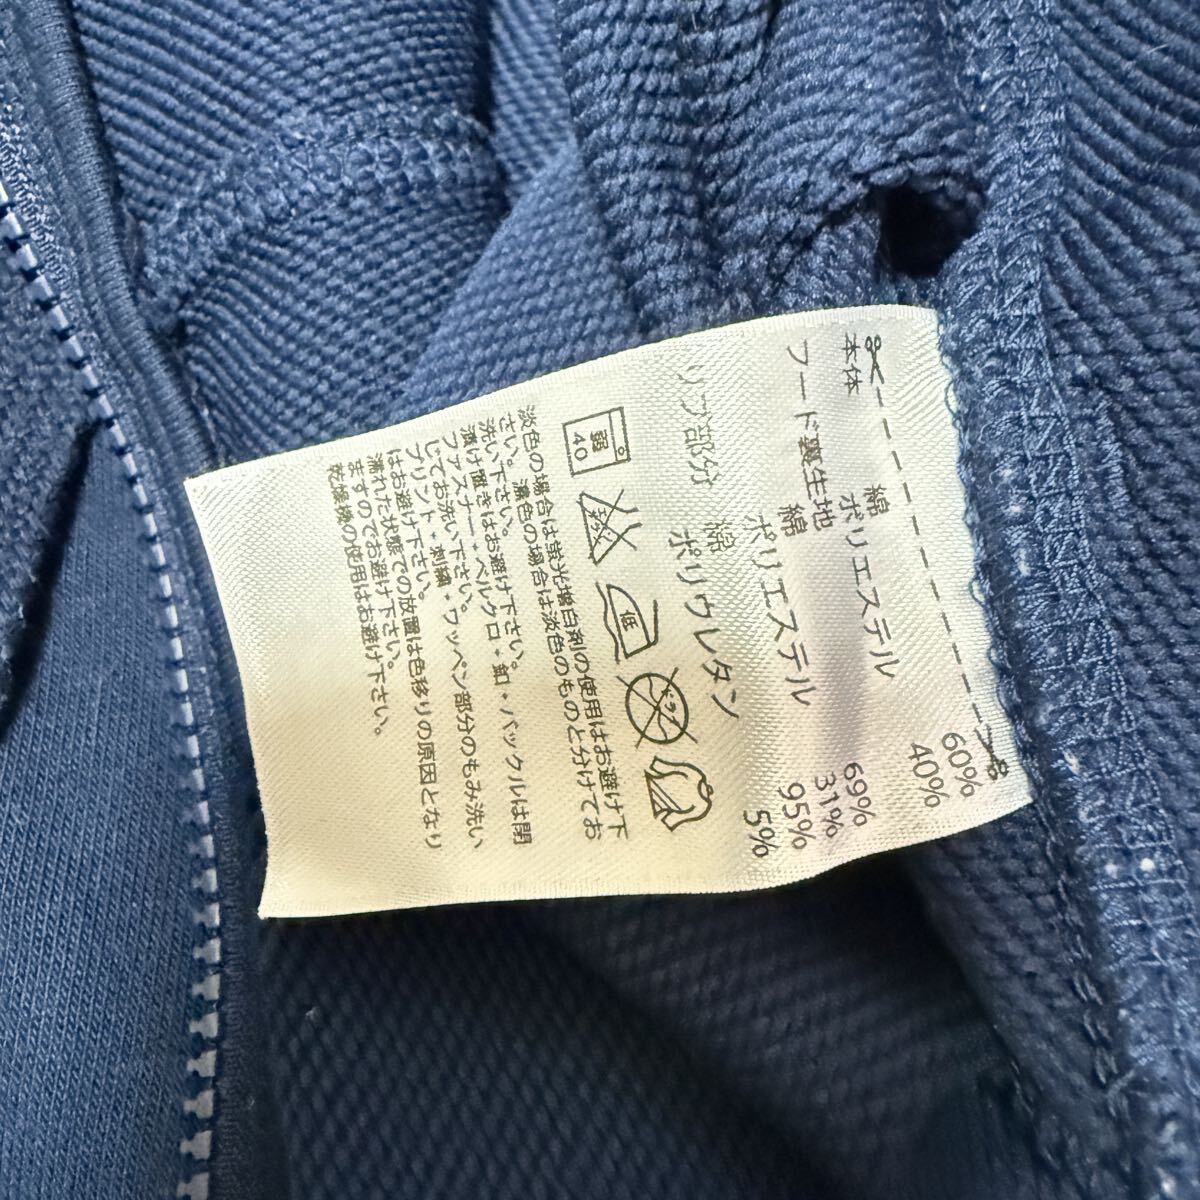 本体
綿 60%
ポリエステル 40%
フード裏生地
綿 69%
ポリエステル 31%
リブ部分
綿 95%
ポリウレタン 5%
弱
40
エンソサラシ
低
ドライ
淡色の場合は蛍光増白剤の使用はお避け下
さい。 濃色の場合は淡色のものと分けてお
洗い下さい。
漬け置きはお避け下さい。
ファスナー・ベルクロ・釦・バックルは閉
じてお洗い下さい。
プリント・刺繍・ワッペン部分のもみ洗い
はお避け下さい。
濡れた状態での放置は色移りの原因となり
ますのでお避け下さい。
乾燥機の使用はお避け下さい。